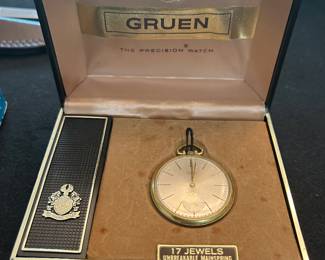 GRUEN
THE PRECISION® WATCH
17 JEWELS
UNBREAKABLE MAINSPRING